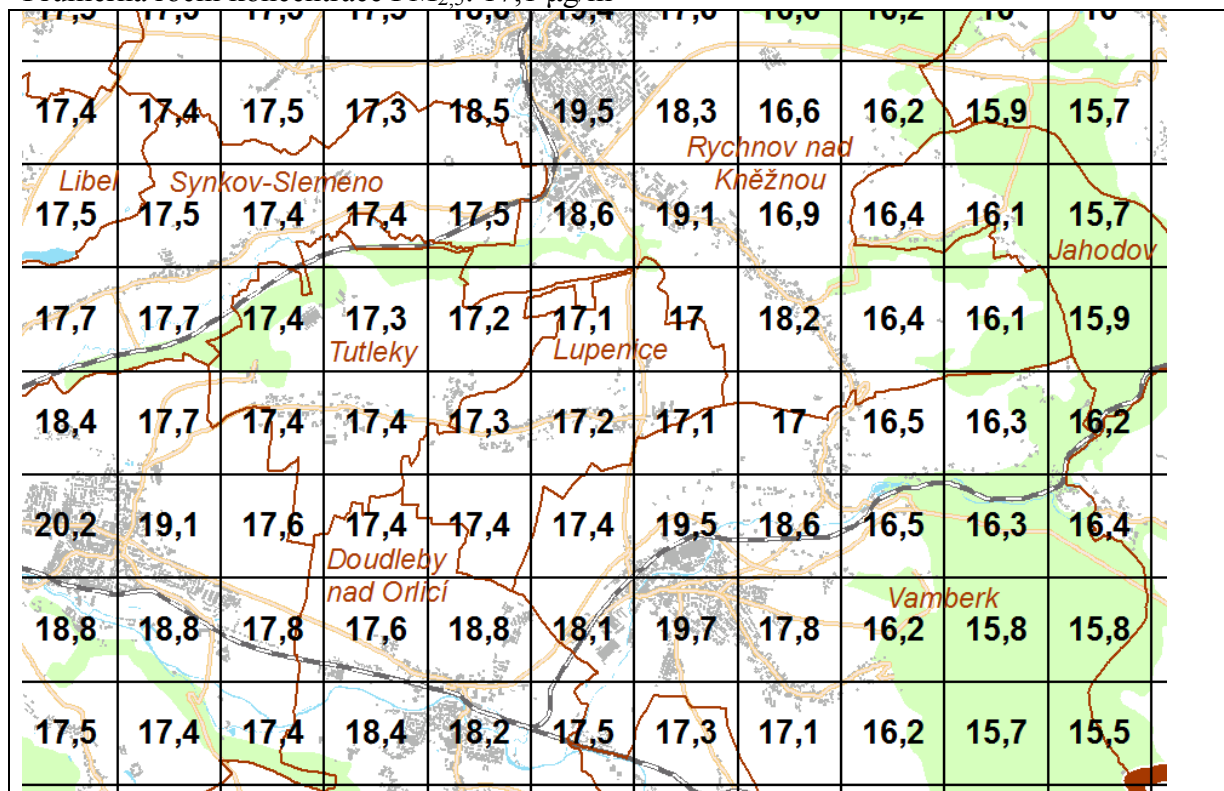 17,4 17,4 17,5 17,3 18,5 19,5 18,3 16,6 16,2 15,9 15,7
Rychnov nad
Kněžnou
Libel Synkov-Slemeno
17,5 17,5 17,4 17,4 17,5 18,6 19,1 16,9 16,4 16,1 15,7
Jahodov
17,7 17,7 17,4 17,3 17,2 17,1 17 18,2 16,4 16,1 15,9
Tutleky Lupenice
18,4 17,7 17,4 17,4 17,3 17,2 17,1 17 16,5 16,3 16,2
20,2 19,1 17,6 17,4 17,4 17,4 19,5 18,6 16,5 16,3 16,4
Doudleby
nad Orlicí
Vamberk
18,8 18,8 17,8 17,6 18,8 18,1 19,7 17,8 16,2 15,8 15,8
17,5 17,4 17,4 18,4 18,2 17,5 17,3 17,1 16,2 15,7 15,5